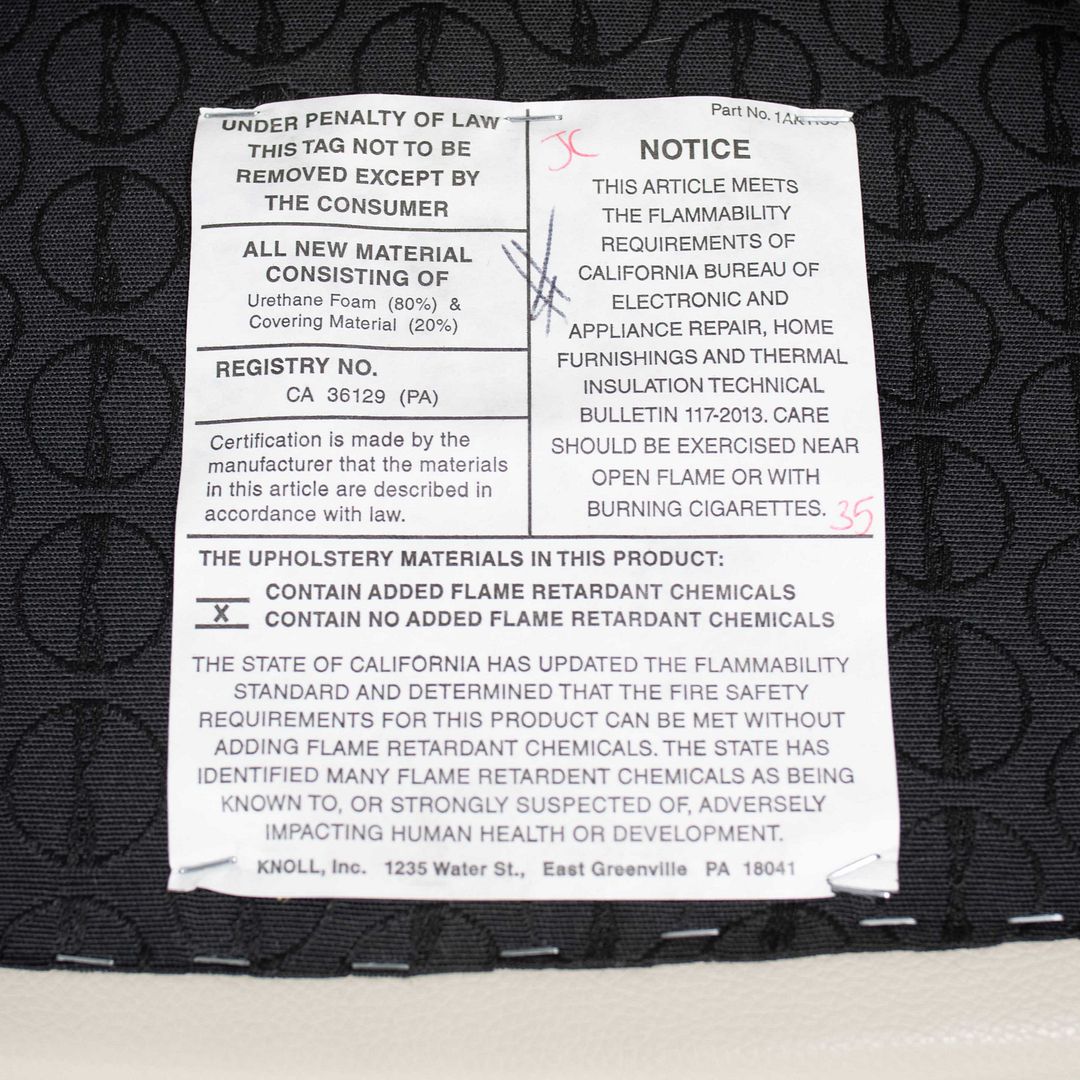 UNDER PENALTY OF LAW
THIS TAG NOT TO BE
REMOVED EXCEPT BY
THE CONSUMER
ALL NEW MATERIAL
CONSISTING OF
Urethane Foam (80%) &
Covering Material (20%)
REGISTRY NO.
CA 36129 (PA)
Certification is made by the
manufacturer that the materials
in this article are described in
accordance with law.
Part No.
JC
NOTICE
THIS ARTICLE MEETS
THE FLAMMABILITY
REQUIREMENTS OF
CALIFORNIA BUREAU OF
ELECTRONIC AND
APPLIANCE REPAIR, HOME
FURNISHINGS AND THERMAL
INSULATION TECHNICAL
BULLETIN 117-2013. CARE
SHOULD BE EXERCISED NEAR
OPEN FLAME OR WITH
BURNING CIGARETTES.
35
THE UPHOLSTERY MATERIALS IN THIS PRODUCT:
CONTAIN ADDED FLAME RETARDANT CHEMICALS
X CONTAIN NO ADDED FLAME RETARDANT CHEMICALS
THE STATE OF CALIFORNIA HAS UPDATED THE FLAMMABILITY
STANDARD AND DETERMINED THAT THE FIRE SAFETY
REQUIREMENTS FOR THIS PRODUCT CAN BE MET WITHOUT
ADDING FLAME RETARDANT CHEMICALS. THE STATE HAS
IDENTIFIED MANY FLAME RETARDENT CHEMICALS AS BEING
KNOWN TO, OR STRONGLY SUSPECTED OF, ADVERSELY
IMPACTING HUMAN HEALTH OR DEVELOPMENT.
KNOLL, Inc. 1235 Water St., East Greenville PA 18041